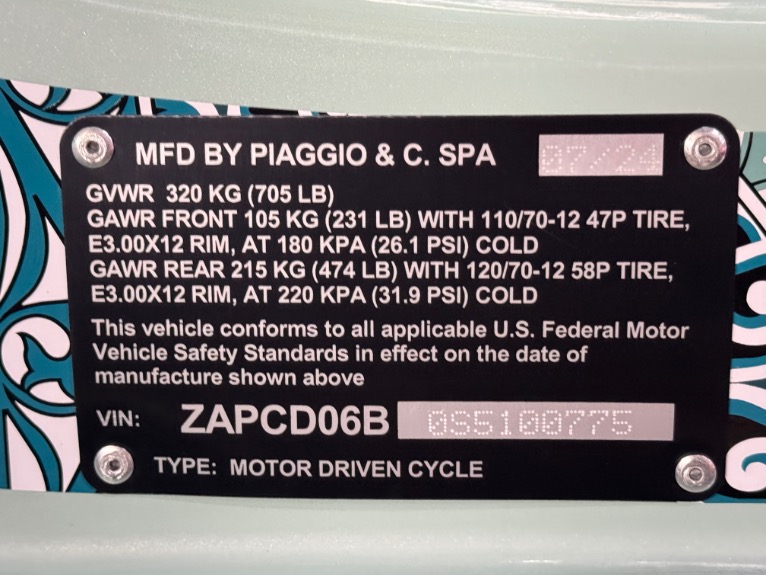 MFD BY PIAGGIO & C. SPA 07/24
GVWR 320 KG (705 LB)
GAWR FRONT 105 KG (231 LB) WITH 110/70-12 47P TIRE,
E3.00X12 RIM, AT 180 KPA (26.1 PSI) COLD
GAWR REAR 215 KG (474 LB) WITH 120/70-12 58P TIRE,
E3.00X12 RIM, AT 220 KPA (31.9 PSI) COLD
This vehicle conforms to all applicable U.S. Federal Motor
Vehicle Safety Standards in effect on the date of
manufacture shown above
VIN: ZAPCD06B 0S5100775
TYPE: MOTOR DRIVEN CYCLE